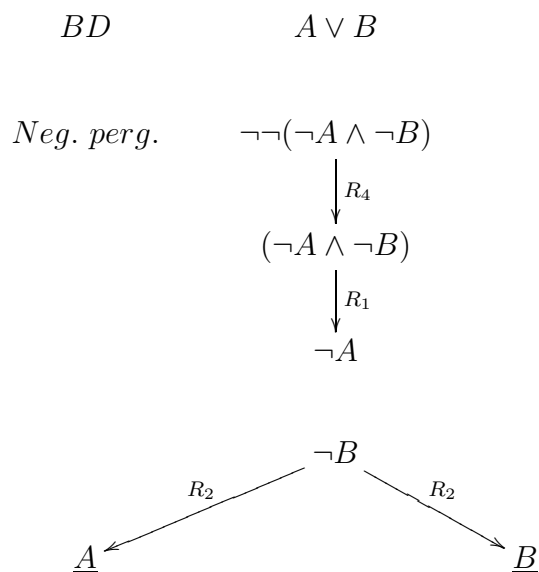 BD A ∨ B
Neg. perg. ¬¬(¬A ∧ ¬B)
R₄
(¬A ∧ ¬B)
R₁
¬A
¬B
R₂ R₂
A B